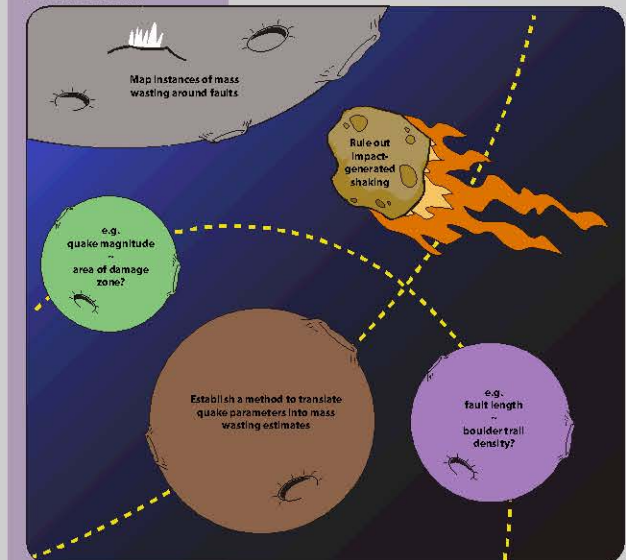 Map instances of mass
wasting around faults
Rule out
impact-
generated
shaking
e.g.
quake magnitude
~
area of damage
zone?
Establish a method to translate
quake parameters into mass
wasting estimates
e.g.
fault length
~
boulder trail
density?